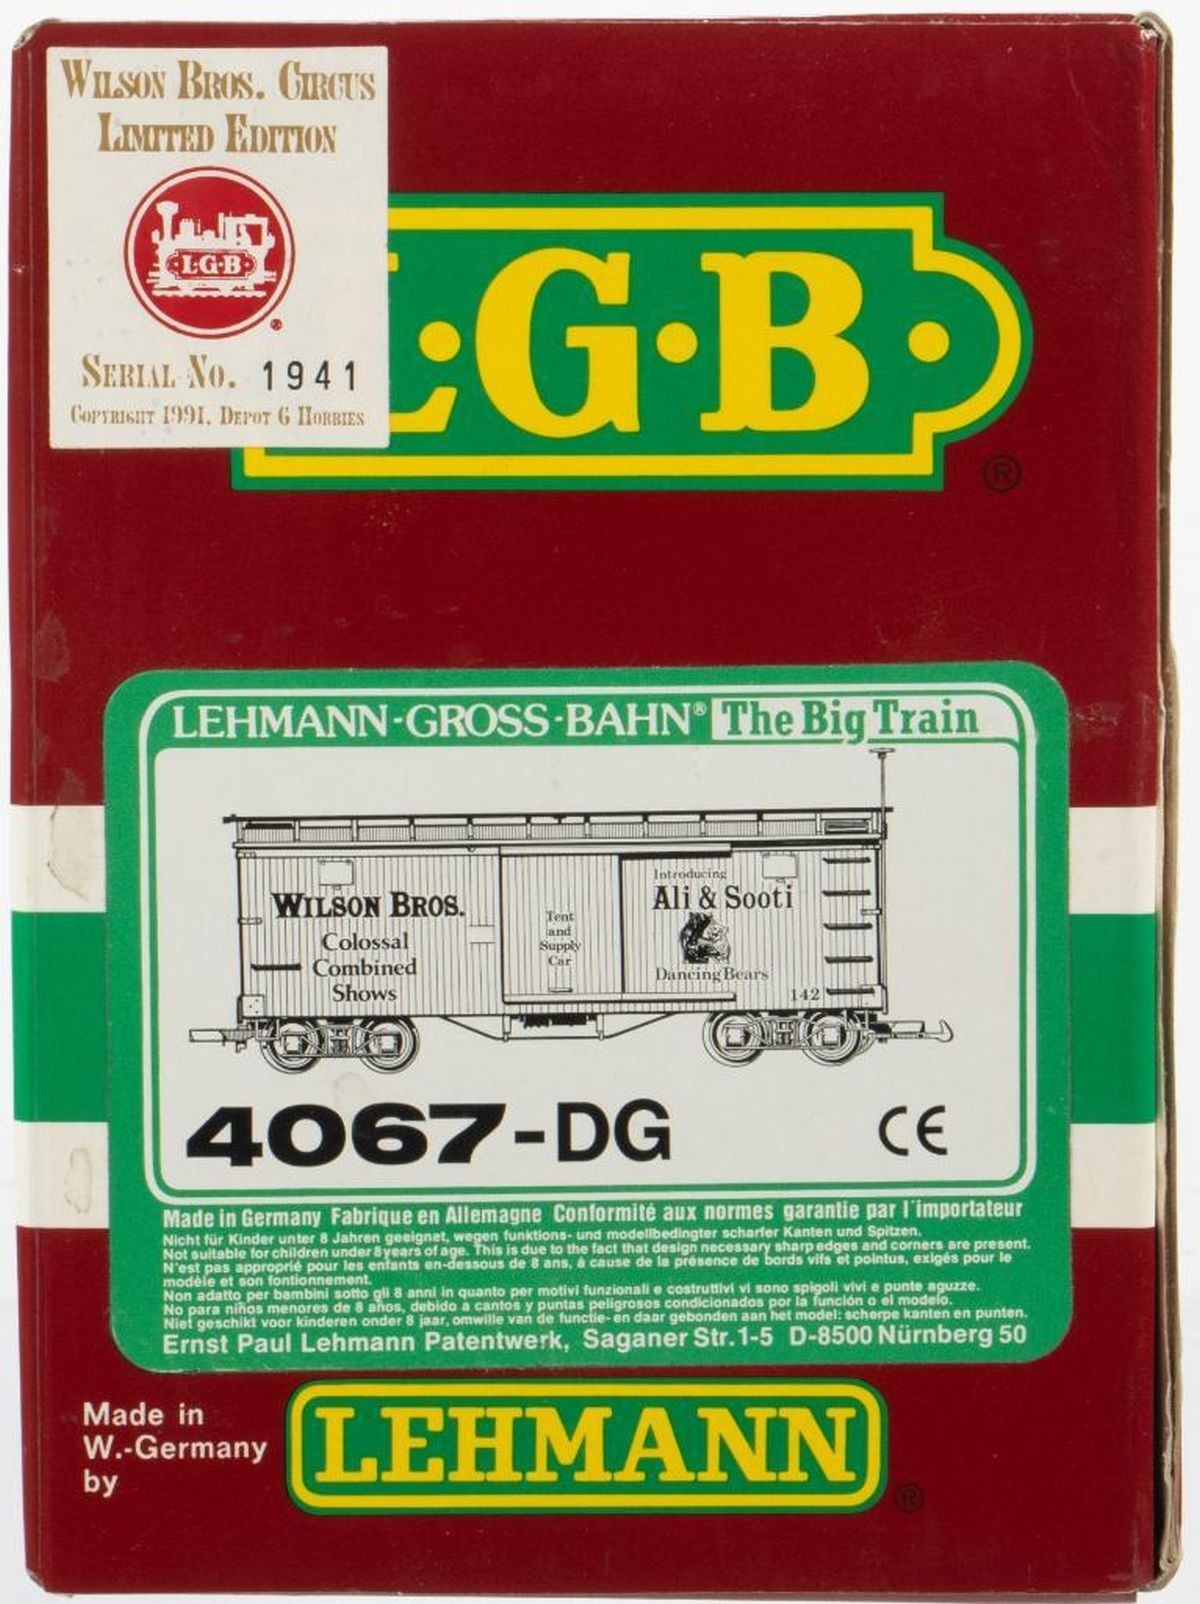 WILSON BROS. CIRCUS
LIMITED EDITION
L·G·B
®
SERIAL NO. 1941
COPYRIGHT 1991, DEPOT G HOBBIES
L·G·B·
®
LEHMANN-GROSS-BAHN® The Big Train
WILSON BROS.
Colossal
Combined
Shows
Tent
and
Supply
Car
Introducing
Ali & Sooti
Dancing Bears
142
4067-DG CE
Made in Germany Fabrique en Allemagne Conformité aux normes garantie par l'importateur
Nicht für Kinder unter 8 Jahren geeignet, wegen funktions- und modellbedingter scharfer Kanten und Spitzen.
Not suitable for children under 8 years of age. This is due to the fact that design necessary sharp edges and corners are present.
N'est pas approprié pour les enfants en-dessous de 8 ans, à cause de la présence de bords vifs et pointus, exigés pour le
modèle et son fontionnement.
Non adatto per bambini sotto gli 8 anni in quanto per motivi funzionali e costruttivi vi sono spigoli vivi e punte aguzze.
No para niños menores de 8 años, debido a cantos y puntas peligrosos condicionados por la función o el modelo.
Niet geschikt voor kinderen onder 8 jaar, omwille van de functie- en daar gebonden aan het model: scherpe kanten en punten.
Ernst Paul Lehmann Patentwerk, Saganer Str. 1-5 D-8500 Nürnberg 50
Made in
W.-Germany
by
LEHMANN
®